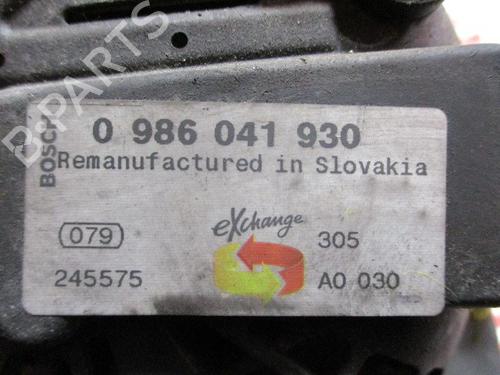 B-PARTS
BOSCH
0 986 041 930
Remanufactured in Slovakia
079
eXchange
305
245575
A0 030